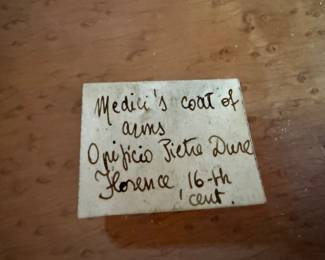 Medici's coat of
arms
Opificio Pietre Dure
Florence, 16-th
cent.